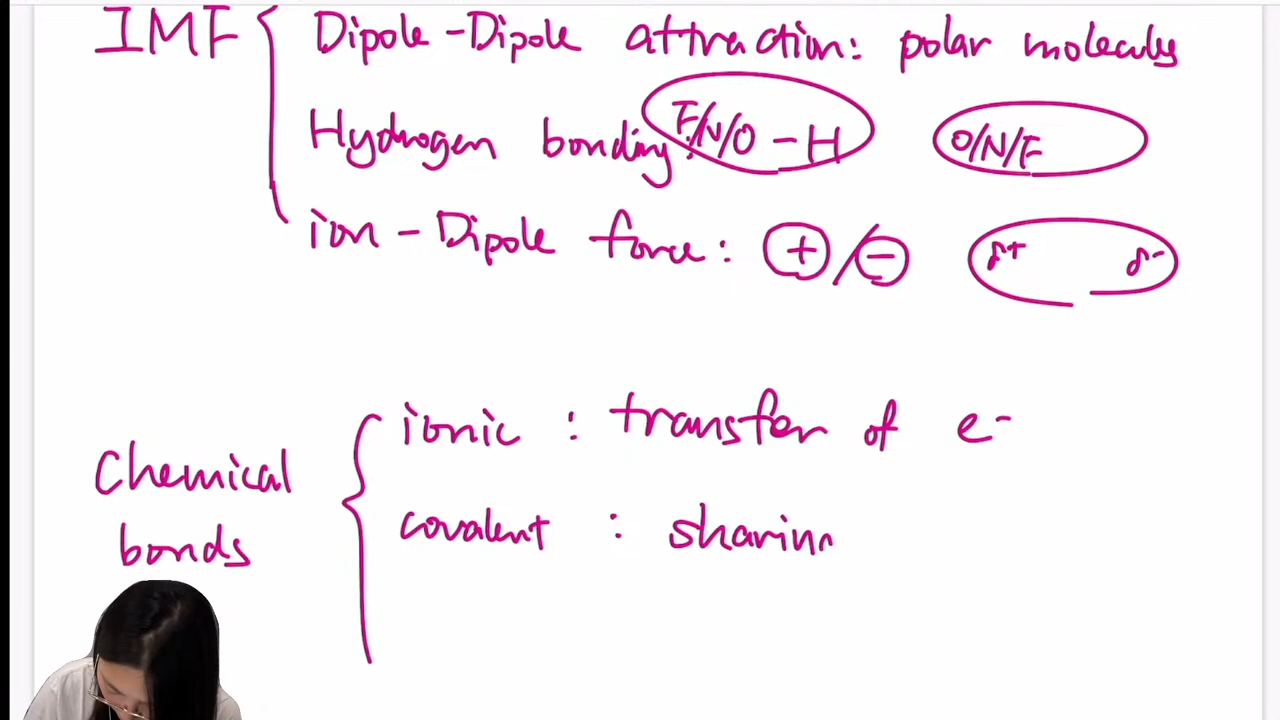 IMF
Dipole-Dipole attraction: polar molecules
Hydrogen bonding: F/N/O - H O/N/F
ion - Dipole force: +/- δ+ δ-
Chemical bonds
ionic : transfer of e-
covalent : sharin